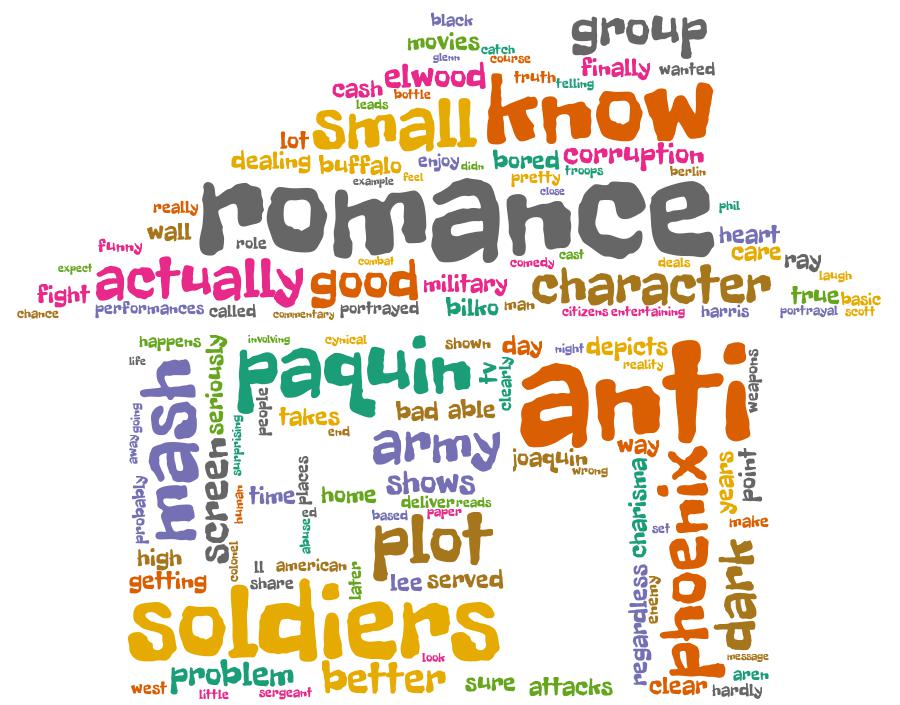 black
group
movies catch
glenn course
cash elwood truth telling finally wanted
bottle
leads
small know
lot
dealing buffalo enjoy didn bored corruption
example feel pretty troops berlin
close
romance
really phil
wall role heart
funny care ray
combat comedy cast deals
expect actually good military character laugh
fight true basic
chance performances called commentary portrayed bilko man citizens entertaining harris portrayal scott
happens involving cynical shown day night depicts
life seriously paquin tv clearly reality anti weapons
mash people takes bad able
away going end
screen surprising army way
joaquin wrong
probably human time places home shows
deliver reads
abuse based paper
plot
charisma set phoenix years point
make
high colonel ll american
getting share later lee served
regardless enemy dark
soldiers
look message
problem better aren
west little sergeant sure attacks clear hardly